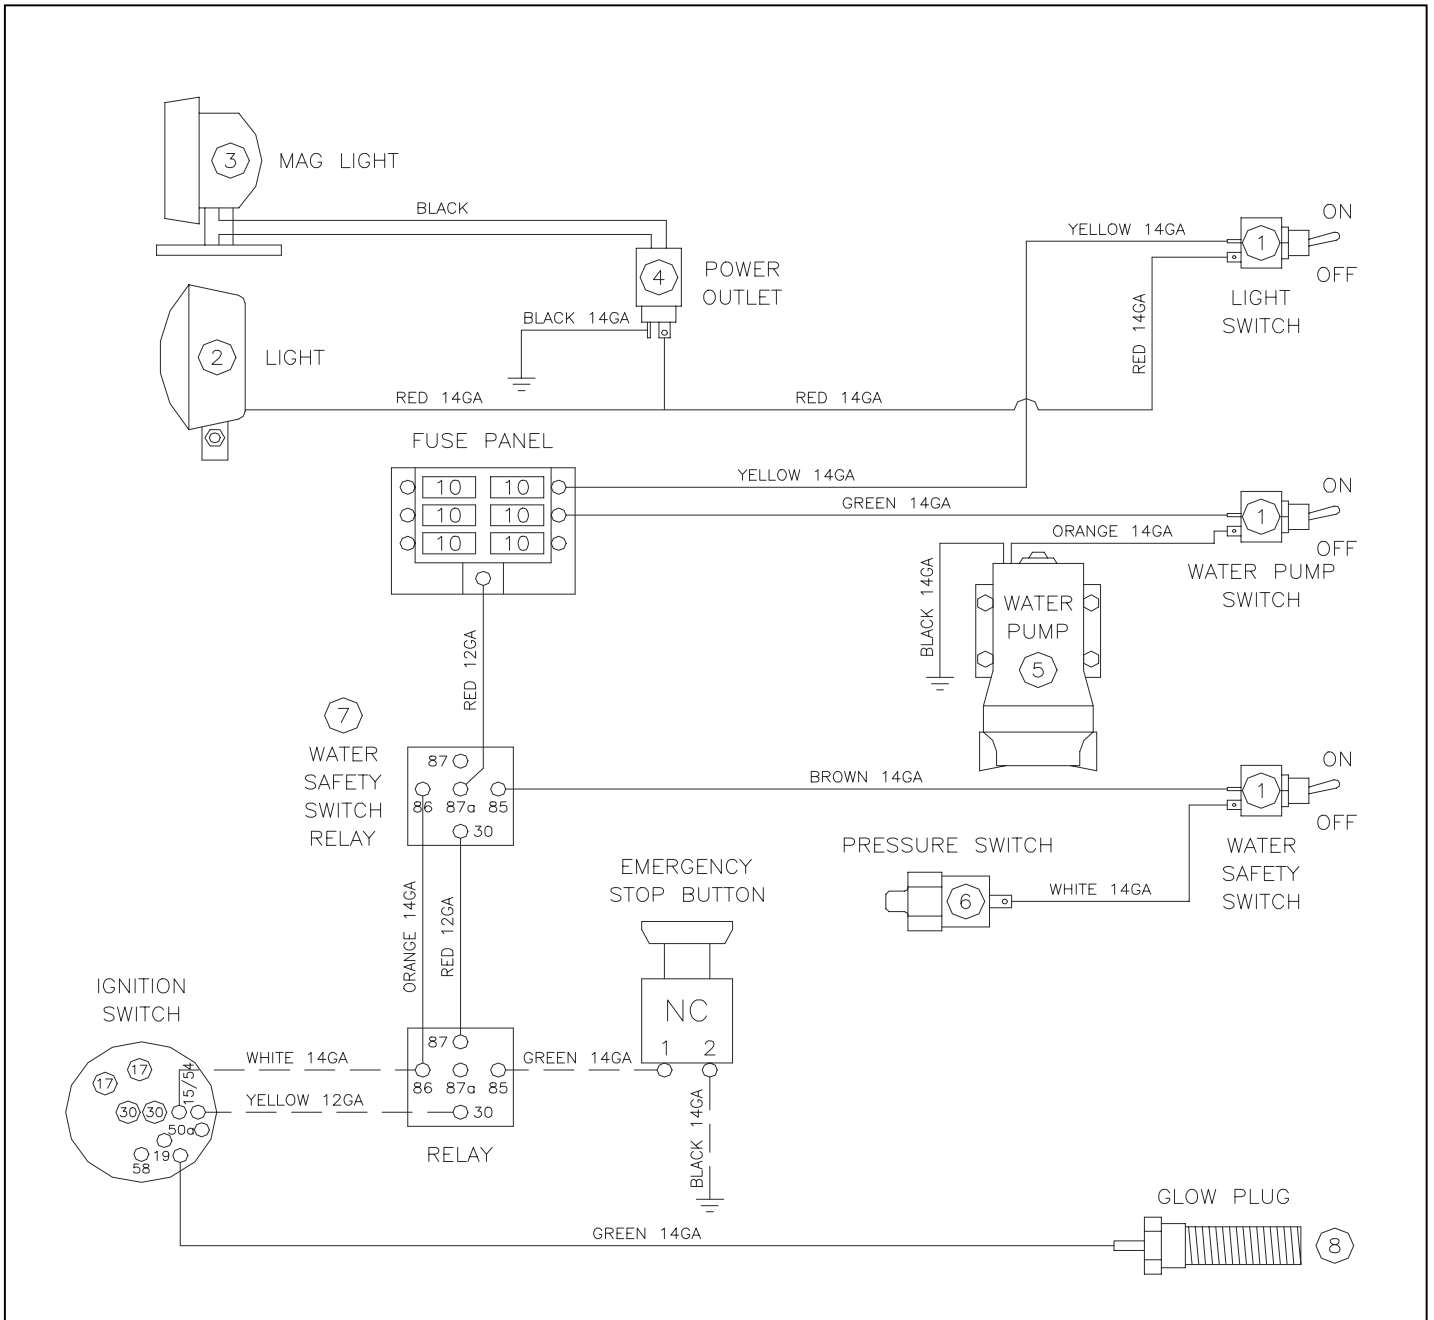 3
MAG LIGHT
BLACK
4
POWER
OUTLET
BLACK 14GA
YELLOW 14GA
1
ON
OFF
LIGHT
SWITCH
RED 14GA
2
LIGHT
RED 14GA
RED 14GA
FUSE PANEL
10 10
10 10
10 10
YELLOW 14GA
GREEN 14GA
ORANGE 14GA
1
ON
OFF
WATER PUMP
SWITCH
BLACK 14GA
WATER
PUMP
5
RED 12GA
7
WATER
SAFETY
SWITCH
RELAY
87
86 87a 85
30
BROWN 14GA
1
ON
OFF
WATER
SAFETY
SWITCH
PRESSURE SWITCH
6
WHITE 14GA
EMERGENCY
STOP BUTTON
NC
1 2
ORANGE 14GA
RED 12GA
IGNITION
SWITCH
17
17
15/54
30 30
50a
19
58
WHITE 14GA
YELLOW 12GA
87
86 87a 85
30
RELAY
GREEN 14GA
BLACK 14GA
GREEN 14GA
GLOW PLUG
8